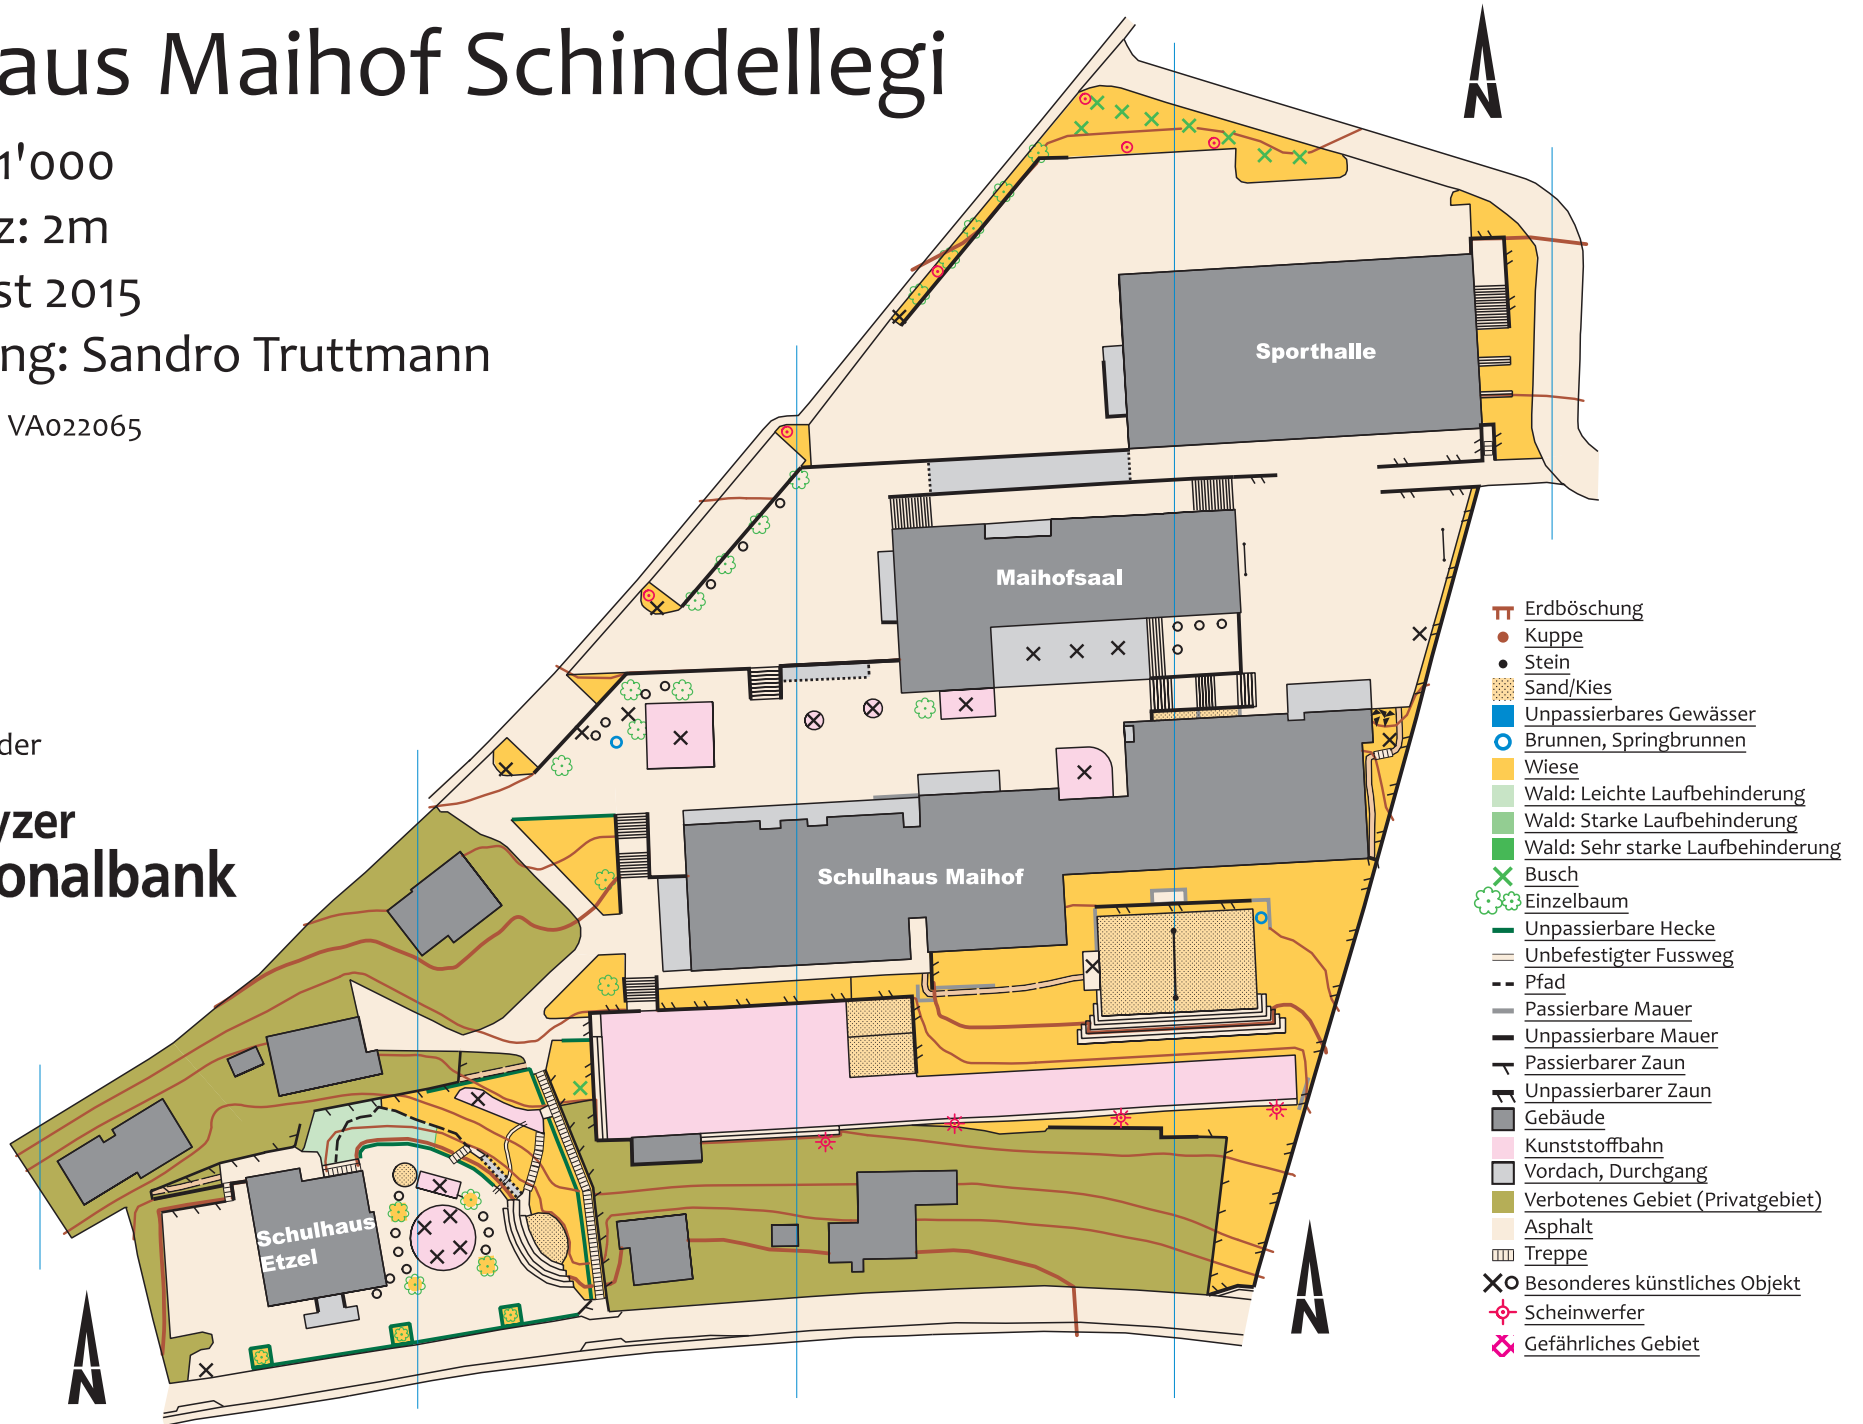 aus Maihof Schindellegi
1'000
z: 2m
st 2015
ng: Sandro Truttmann
VA022065
der
yzer
onalbank
N
Sporthalle
Maihofsaal
Schulhaus Maihof
Schulhaus
Etzel
N
N
Erdböschung
Kuppe
Stein
Sand/Kies
Unpassierbares Gewässer
Brunnen, Springbrunnen
Wiese
Wald: Leichte Laufbehinderung
Wald: Starke Laufbehinderung
Wald: Sehr starke Laufbehinderung
Busch
Einzelbaum
Unpassierbare Hecke
Unbefestigter Fussweg
Pfad
Passierbare Mauer
Unpassierbare Mauer
Passierbarer Zaun
Unpassierbarer Zaun
Gebäude
Kunststoffbahn
Vordach, Durchgang
Verbotenes Gebiet (Privatgebiet)
Asphalt
Treppe
Besonderes künstliches Objekt
Scheinwerfer
Gefährliches Gebiet